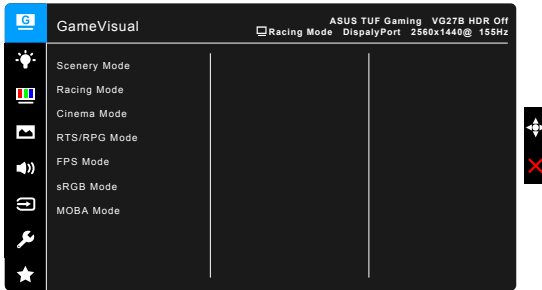 G
GameVisual
ASUS TUF Gaming VG27B HDR Off
Racing Mode DispalyPort 2560x1440@ 155Hz
Scenery Mode
Racing Mode
Cinema Mode
RTS/RPG Mode
FPS Mode
sRGB Mode
MOBA Mode